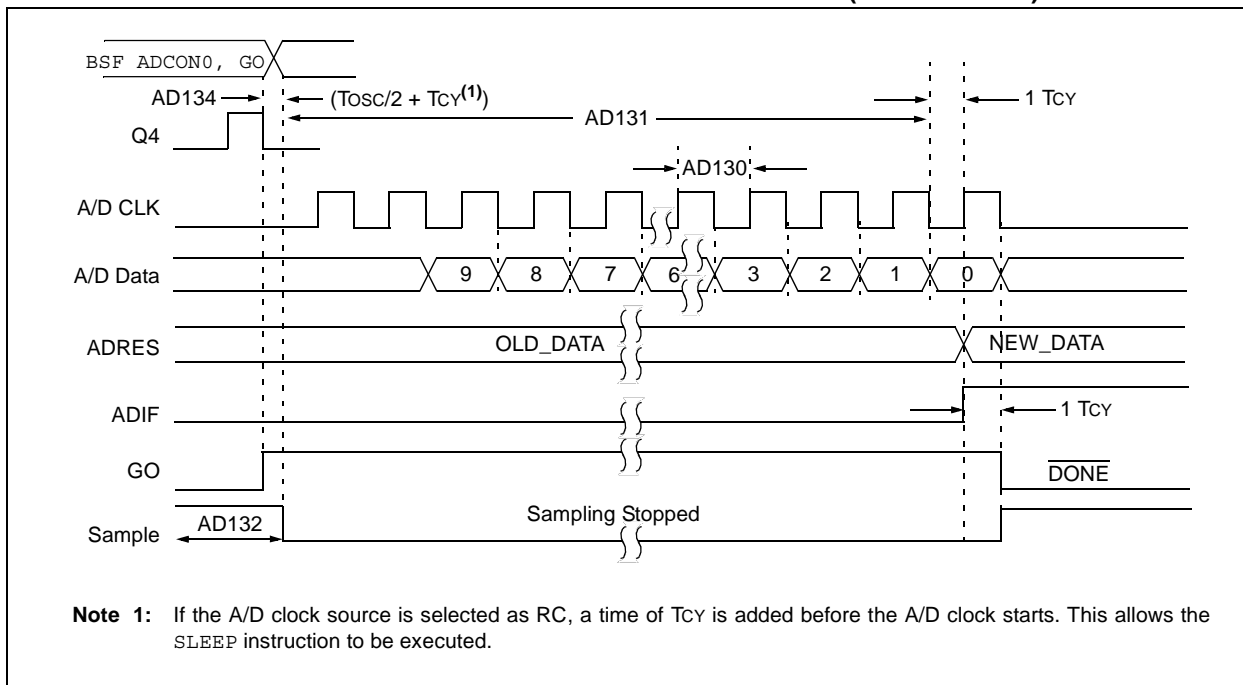 BSF ADCON0, GO
AD134
(TOSC/2 + TCY(1))
1 TCY
AD131
Q4
AD130
A/D CLK
A/D Data
9
8
7
6
3
2
1
0
ADRES
OLD_DATA
NEW_DATA
ADIF
1 TCY
GO
DONE
AD132
Sampling Stopped
Sample
Note 1: If the A/D clock source is selected as RC, a time of TCY is added before the A/D clock starts. This allows the
SLEEP instruction to be executed.